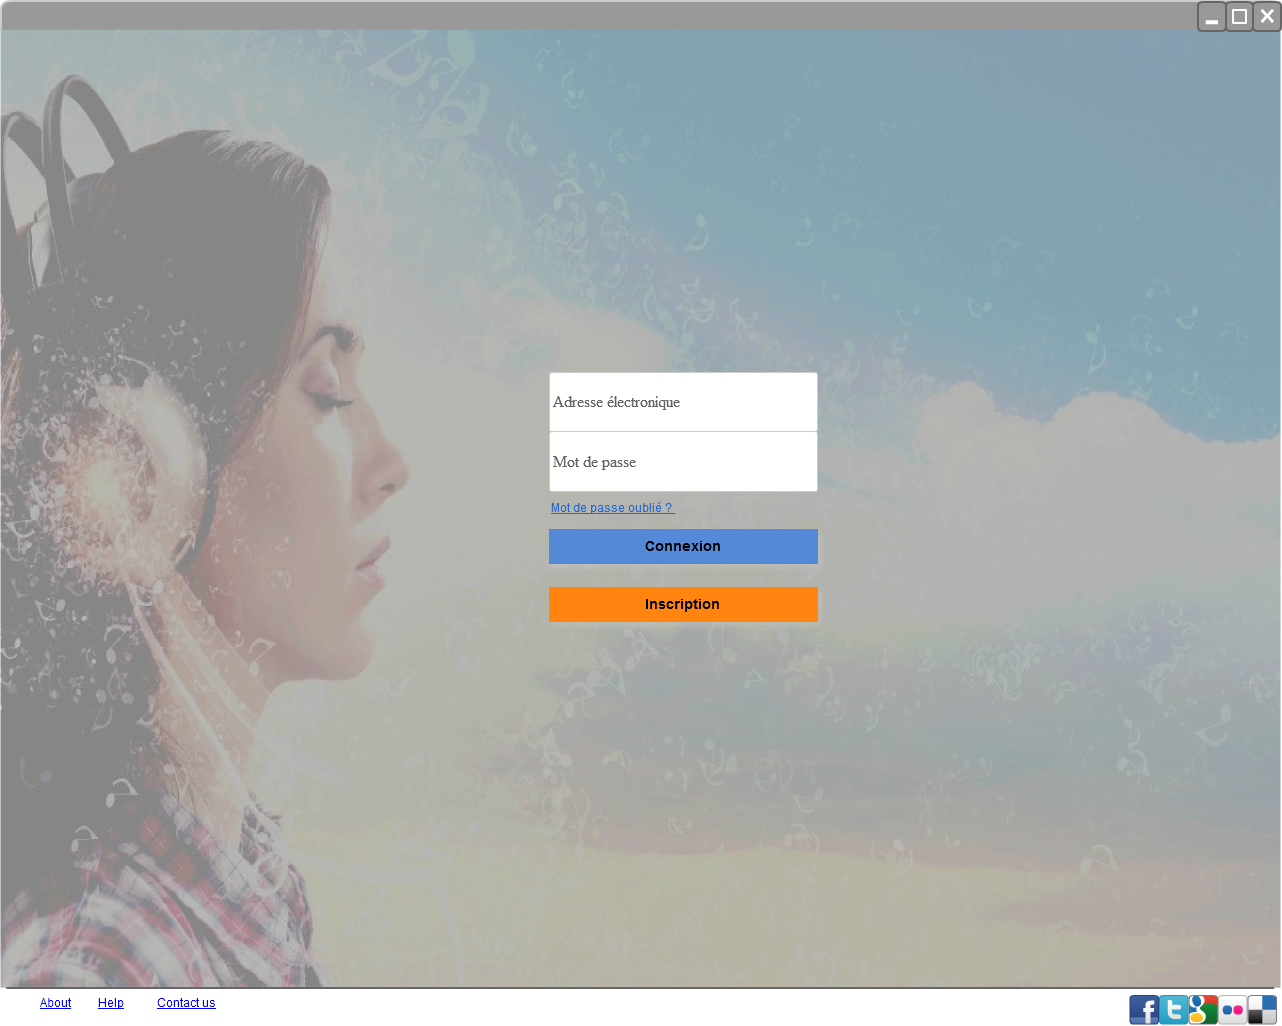 Adresse électronique
Mot de passe
Mot de passe oublié ?
Connexion
Inscription
About Help Contact us